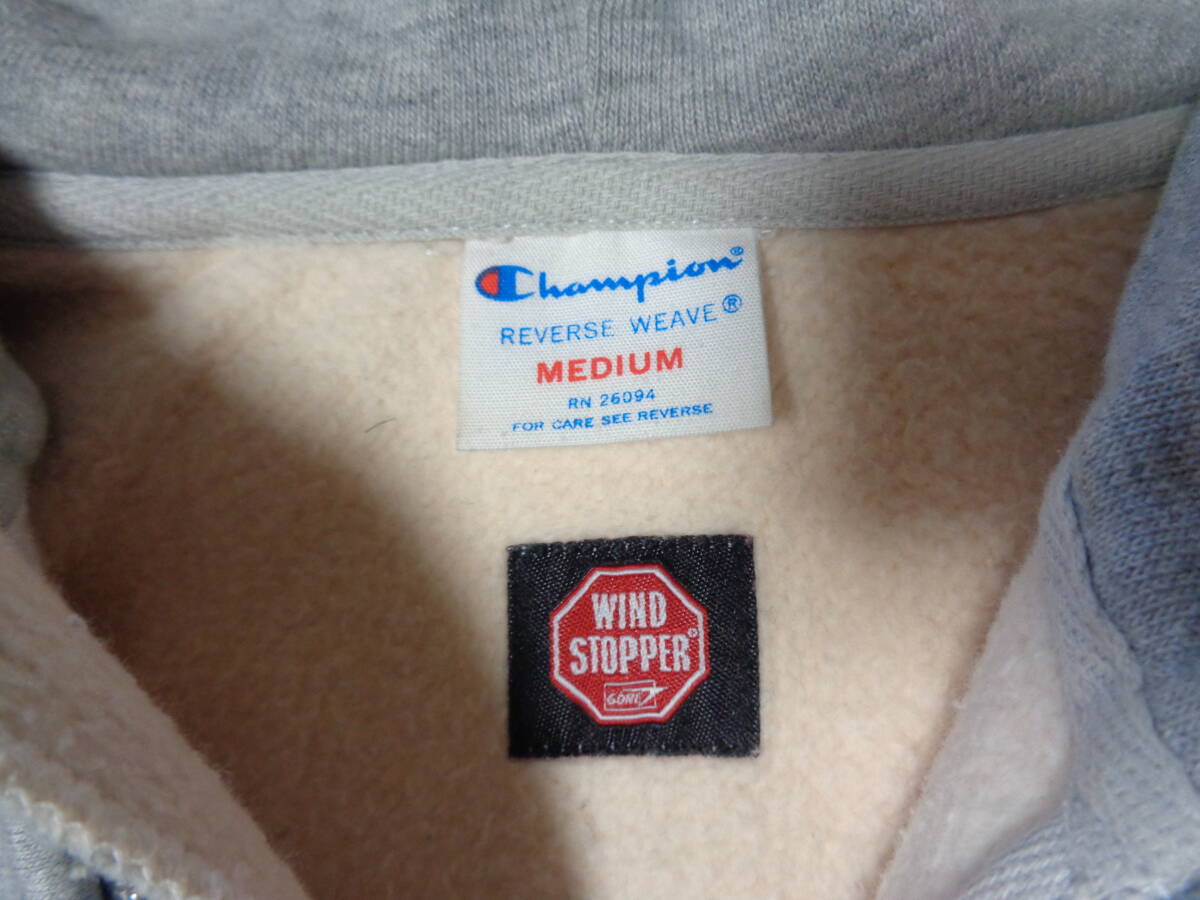 Champion®
REVERSE WEAVE®
MEDIUM
RN 26094
FOR CARE SEE REVERSE
WIND
STOPPER®
GORE